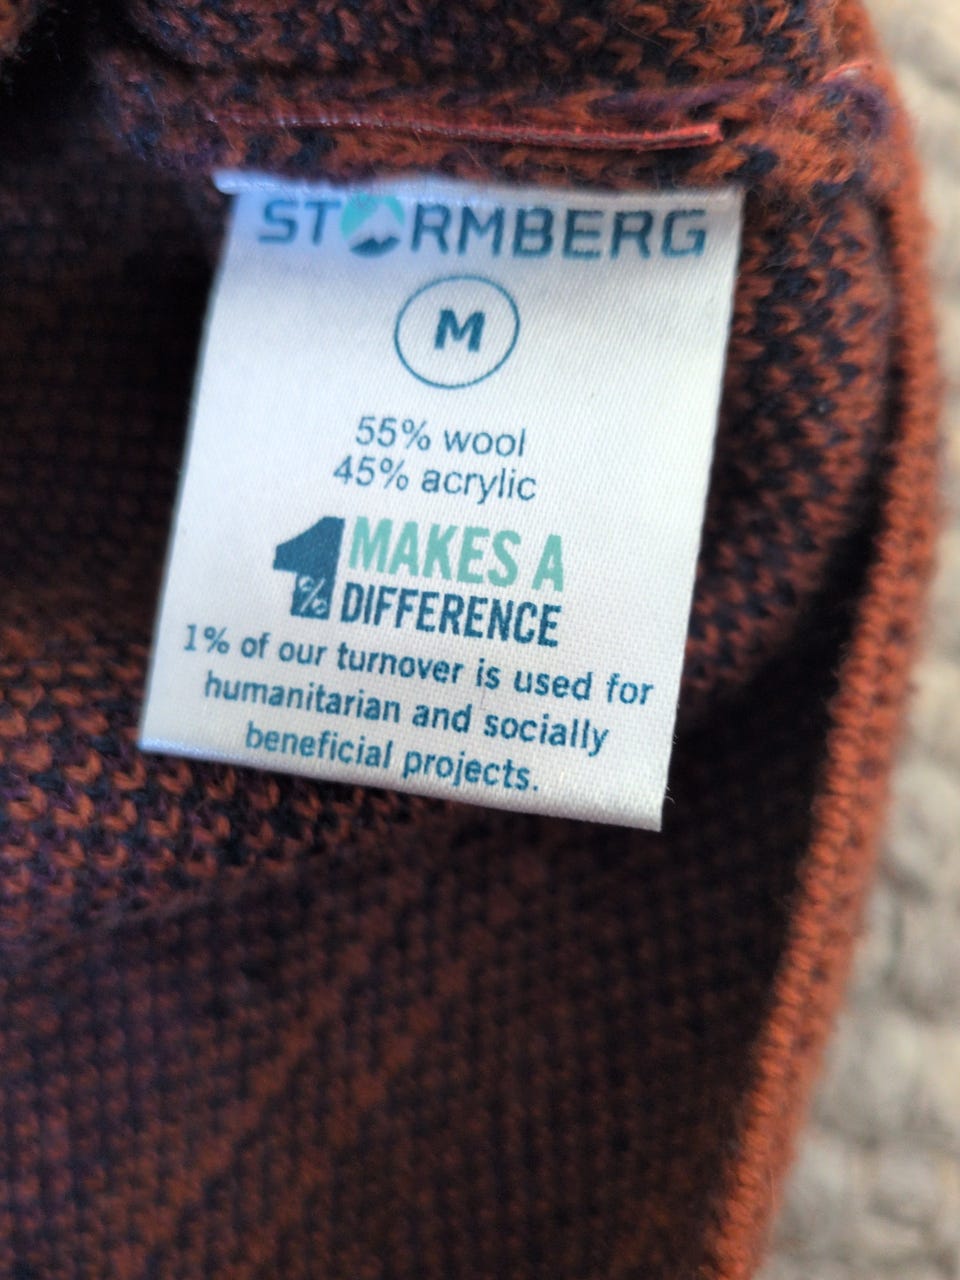 STORMBERG
M
55% wool
45% acrylic
1% MAKES A
DIFFERENCE
1% of our turnover is used for
humanitarian and socially
beneficial projects.